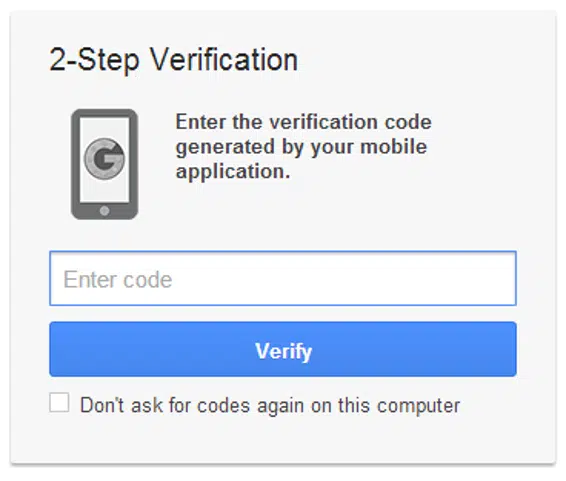 2-Step Verification
Enter the verification code
generated by your mobile
application.
Enter code
Verify
Don't ask for codes again on this computer